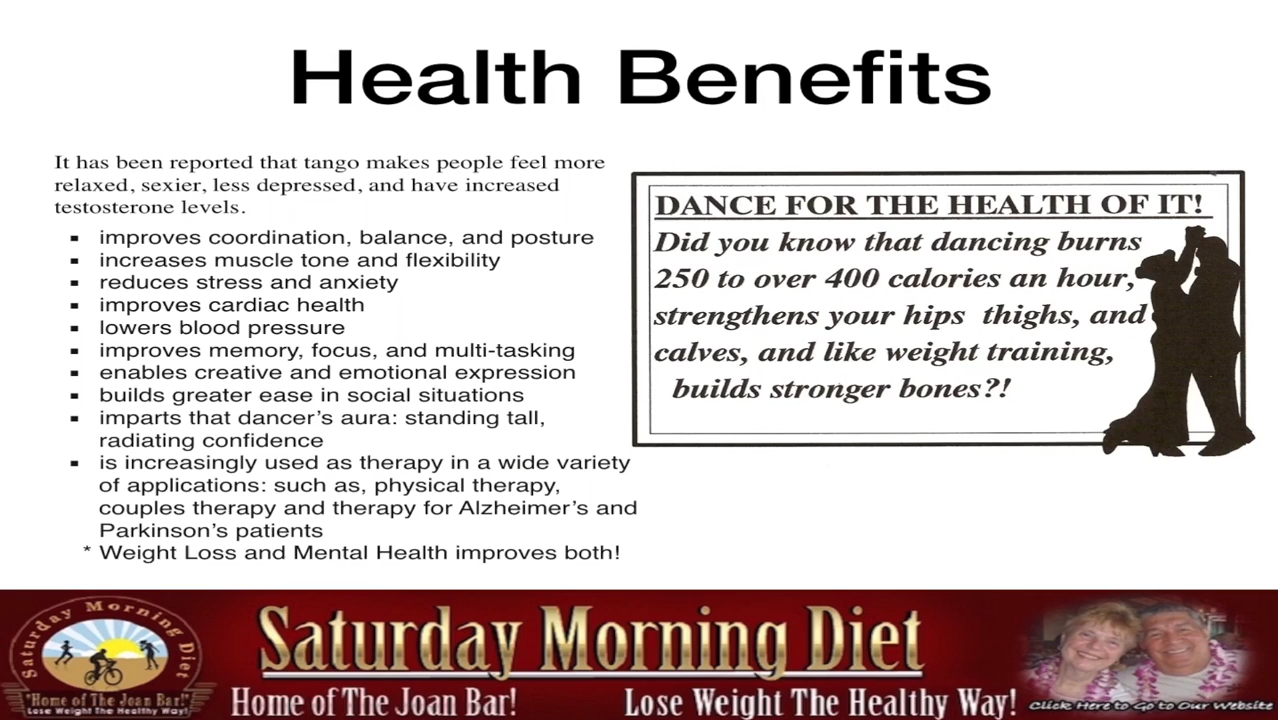 Health Benefits
It has been reported that tango makes people feel more
relaxed, sexier, less depressed, and have increased
testosterone levels.
▪ improves coordination, balance, and posture
▪ increases muscle tone and flexibility
▪ reduces stress and anxiety
▪ improves cardiac health
▪ lowers blood pressure
▪ improves memory, focus, and multi-tasking
▪ enables creative and emotional expression
▪ builds greater ease in social situations
▪ imparts that dancer's aura: standing tall,
radiating confidence
▪ is increasingly used as therapy in a wide variety
of applications: such as, physical therapy,
couples therapy and therapy for Alzheimer's and
Parkinson's patients
* Weight Loss and Mental Health improves both!
DANCE FOR THE HEALTH OF IT!
Did you know that dancing burns
250 to over 400 calories an hour,
strengthens your hips thighs, and
calves, and like weight training,
builds stronger bones?!
Saturday Morning Diet
"Home of The Joan Bar!"
Lose Weight The Healthy Way!
Saturday Morning Diet
Home of The Joan Bar! Lose Weight The Healthy Way!
Click Here to Go to Our Website